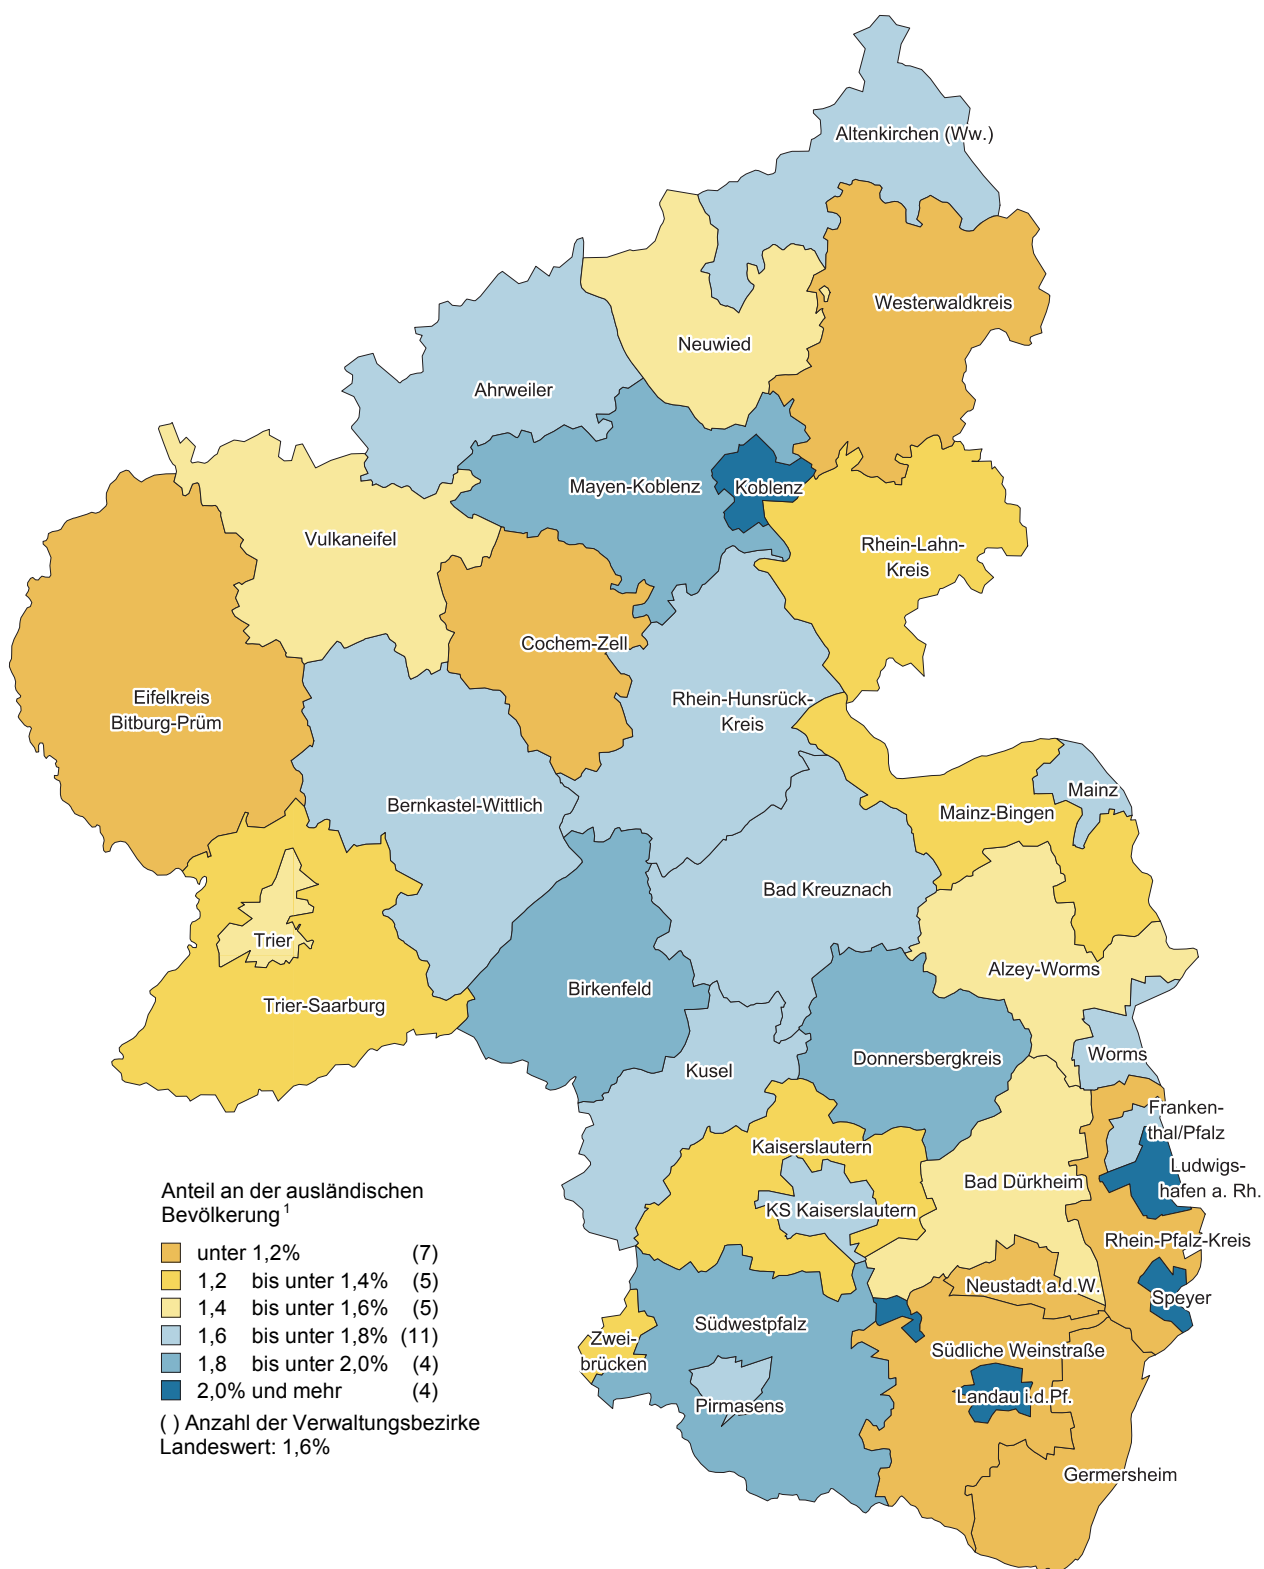 Altenkirchen (Ww.)
Westerwaldkreis
Neuwied
Ahrweiler
Mayen-Koblenz
Koblenz
Vulkaneifel
Rhein-Lahn-
Kreis
Cochem-Zell
Eifelkreis
Bitburg-Prüm
Rhein-Hunsrück-
Kreis
Mainz
Bernkastel-Wittlich
Mainz-Bingen
Bad Kreuznach
Trier
Alzey-Worms
Birkenfeld
Trier-Saarburg
Worms
Donnersbergkreis
Kusel
Franken-
thal/Pfalz
Kaiserslautern
Ludwigs-
hafen a. Rh.
Bad Dürkheim
KS Kaiserslautern
Rhein-Pfalz-Kreis
Neustadt a.d.W.
Speyer
Südwestpfalz
Zwei-
brücken
Südliche Weinstraße
Landau i.d.Pf.
Pirmasens
Germersheim
Anteil an der ausländischen
Bevölkerung 1
unter 1,2% (7)
1,2 bis unter 1,4% (5)
1,4 bis unter 1,6% (5)
1,6 bis unter 1,8% (11)
1,8 bis unter 2,0% (4)
2,0% und mehr (4)
( ) Anzahl der Verwaltungsbezirke
Landeswert: 1,6%